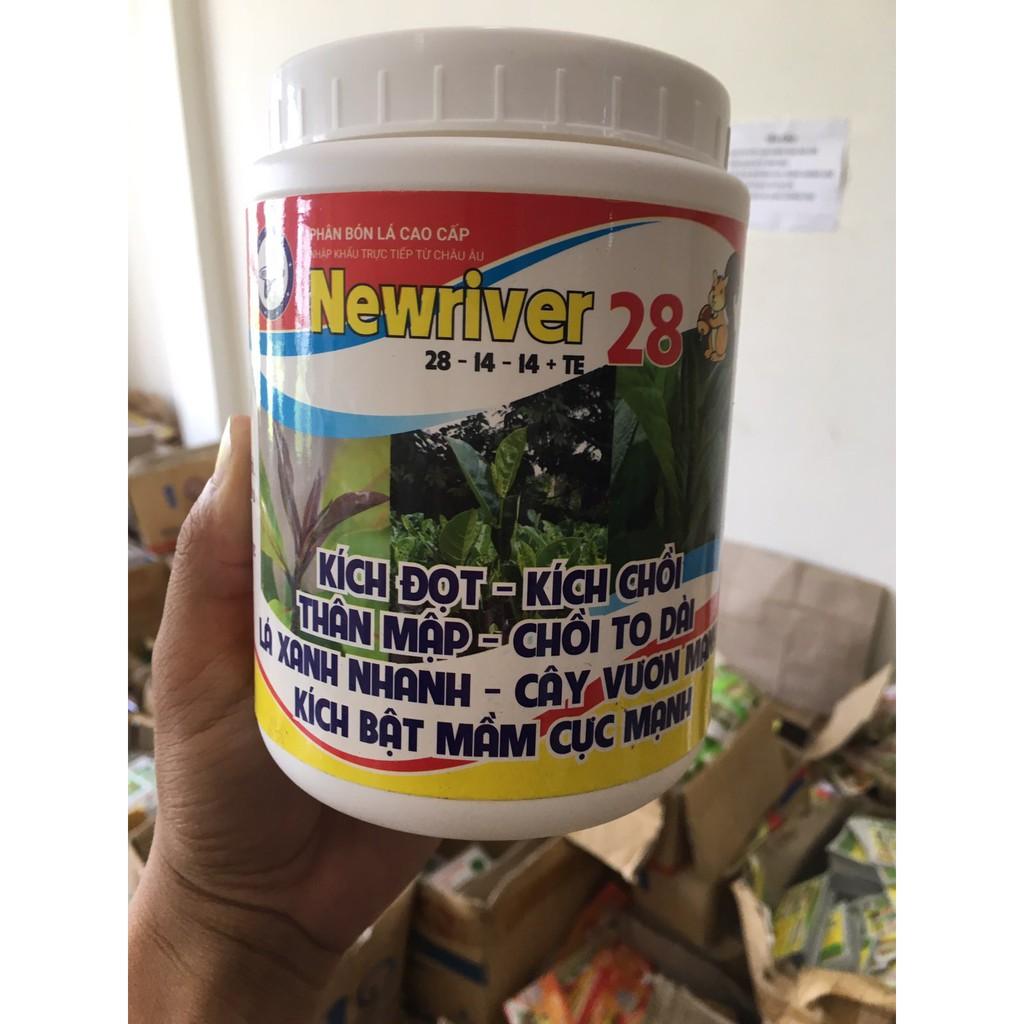 PHÂN BÓN LÁ CAO CẤP
NHẬP KHẨU TRỰC TIẾP TỪ CHÂU ÂU
Newriver 28
28 - 14 - 14 + TE
KÍCH ĐỌT - KÍCH CHỒI
THÂN MẬP - CHỒI TO DÀI
LÁ XANH NHANH - CÂY VƯƠN MẠNH
KÍCH BẬT MẦM CỰC MẠNH